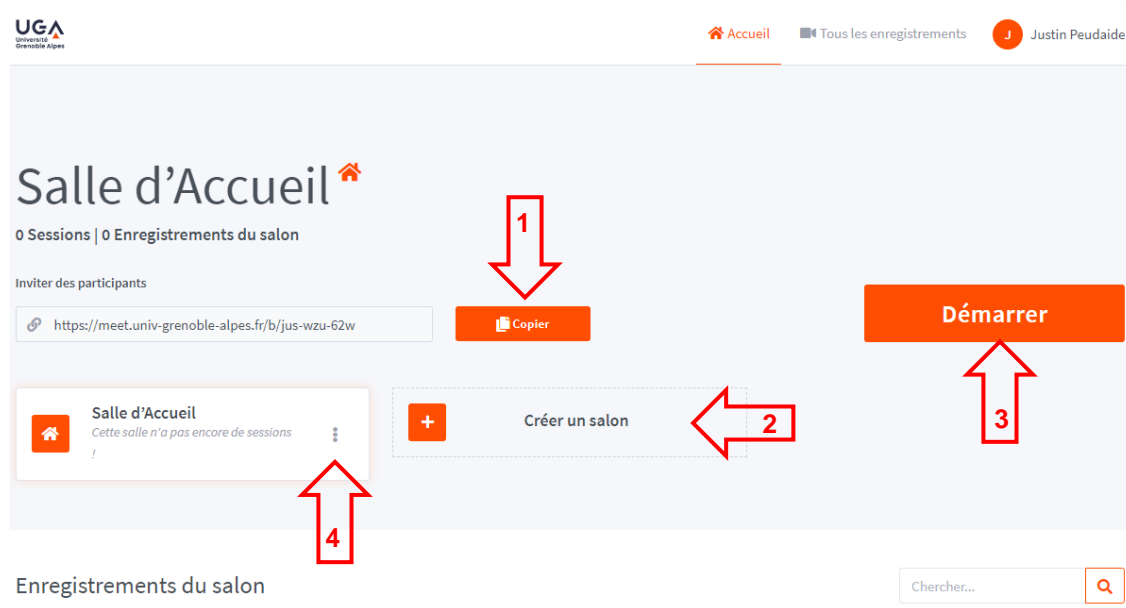 UGA
Université
Grenoble Alpes
Accueil
Tous les enregistrements
J
Justin Peudaide
Salle d’Accueil
0 Sessions | 0 Enregistrements du salon
1
Inviter des participants
https://meet.univ-grenoble-alpes.fr/b/jus-wzu-62w
Copier
Démarrer
Salle d’Accueil
Cette salle n'a pas encore de sessions
!
+
Créer un salon
2
3
4
Enregistrements du salon
Chercher...